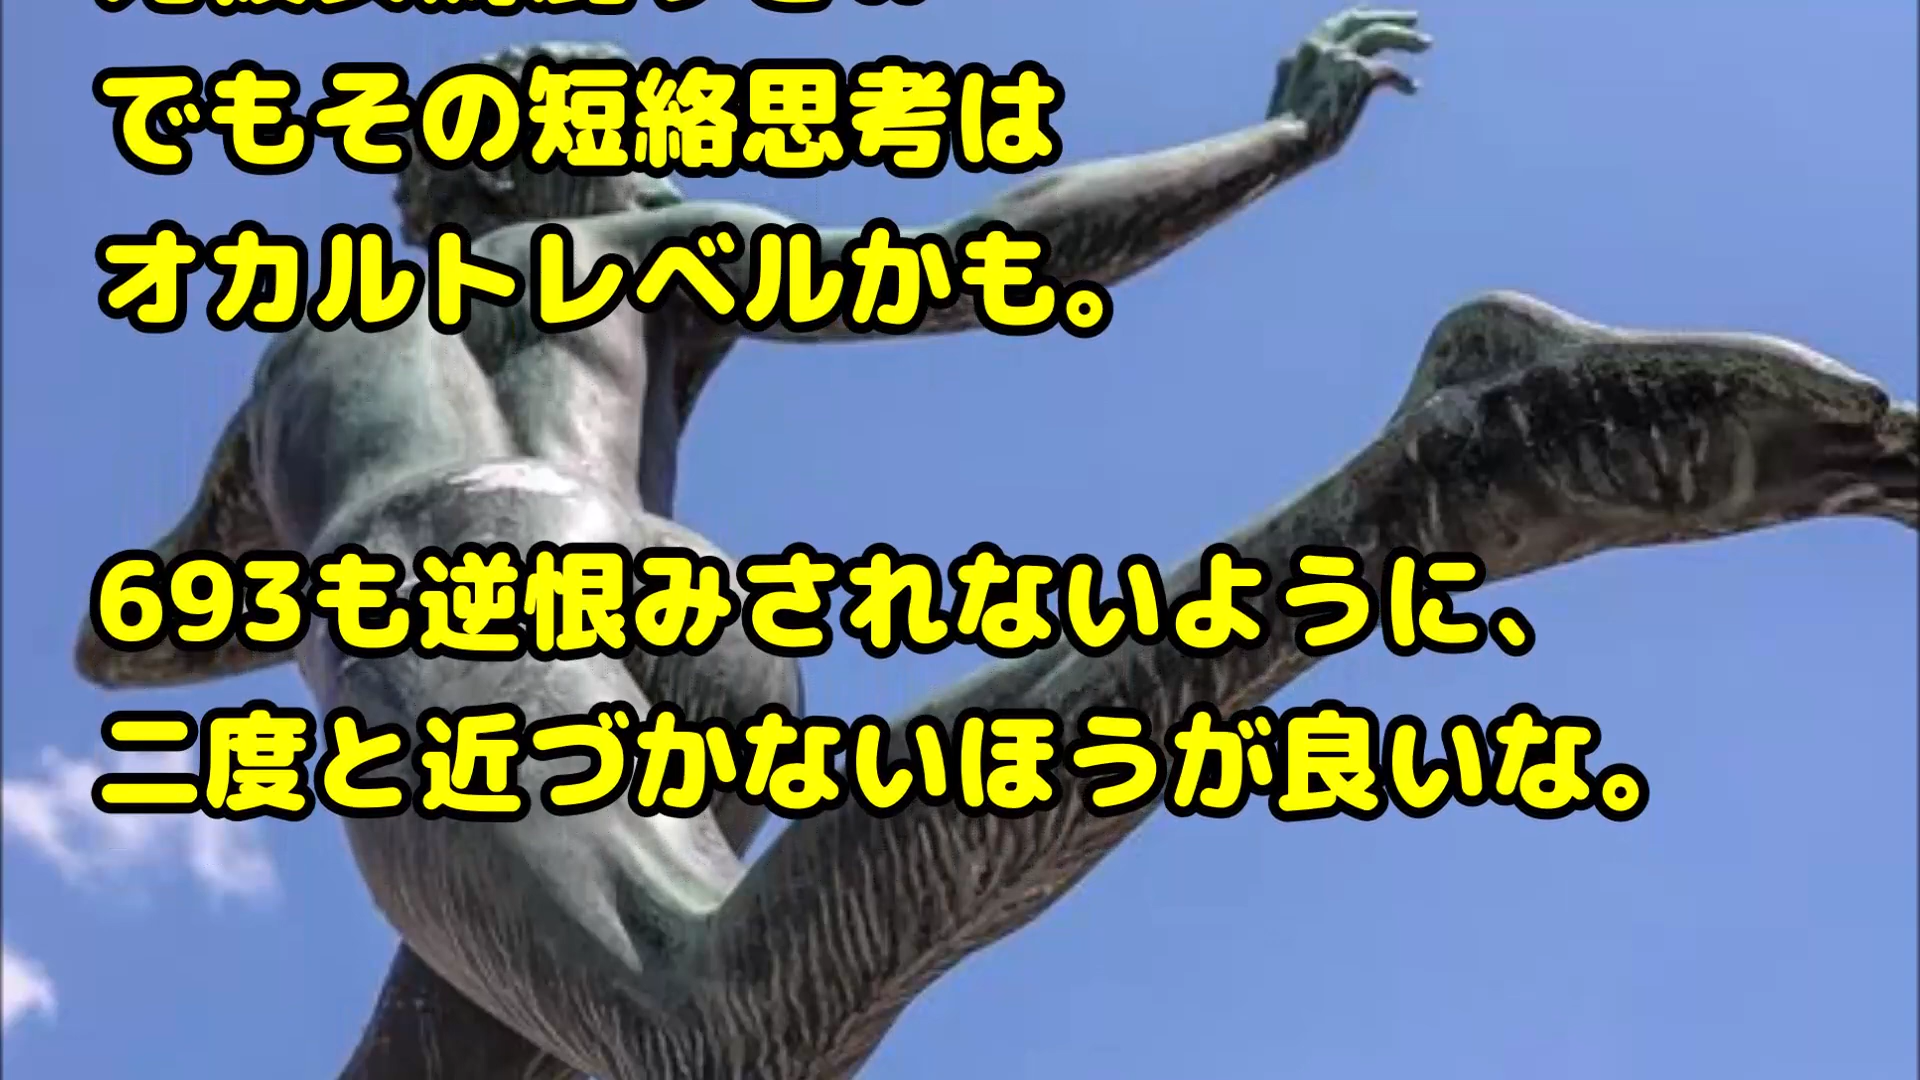 でもその短絡思考は
オカルトレベルかも。
693も逆恨みされないように、
二度と近づかないほうが良いな。